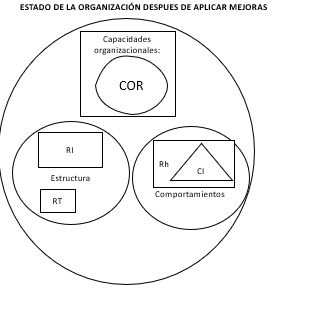 ESTADO DE LA ORGANIZACIÓN DESPUES DE APLICAR MEJORAS
Capacidades
organizacionales:
COR
RI
Estructura
RT
Rh
CI
Comportamientos